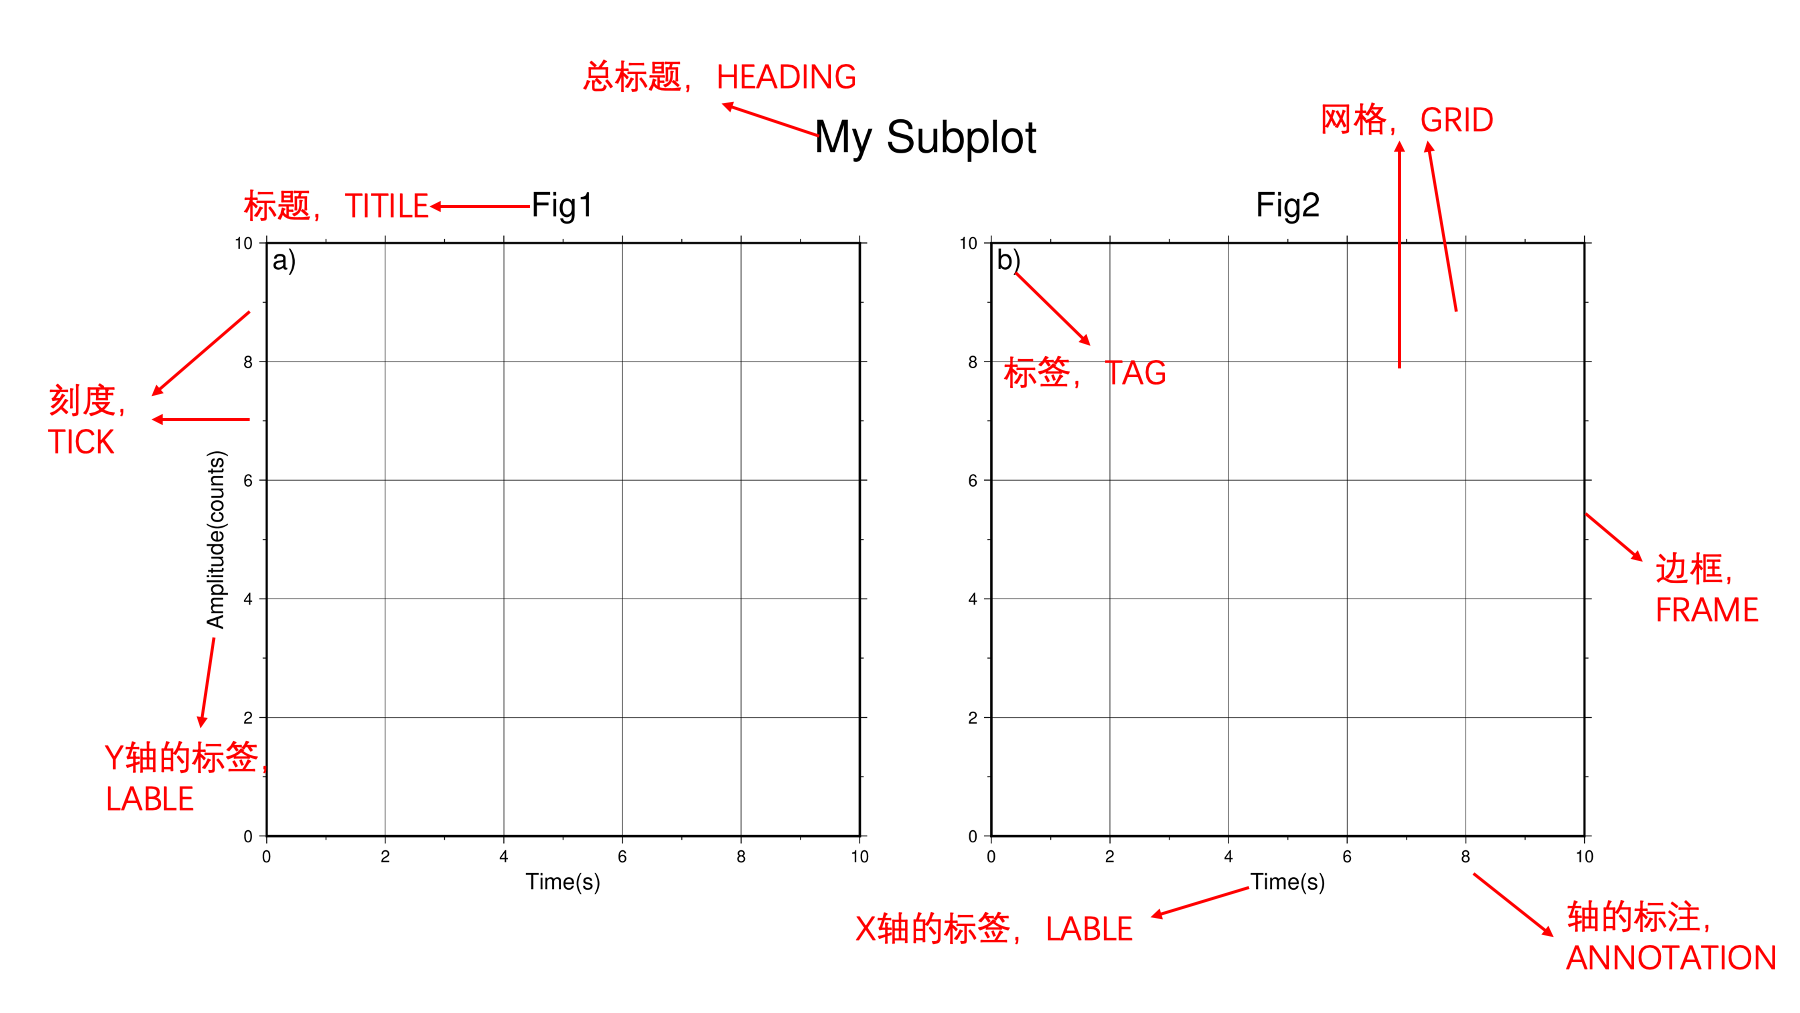 总标题，HEADING
My Subplot
网格，GRID
标题，TITILE
Fig1
Fig2
10
a)
8
6
4
2
0
0 2 4 6 8 10
Time(s)
Amplitude(counts)
刻度，
TICK
Y轴的标签，
LABLE
10
b)
8
6
4
2
0
0 2 4 6 8 10
Time(s)
标签，TAG
边框，
FRAME
X轴的标签，LABLE
轴的标注，
ANNOTATION